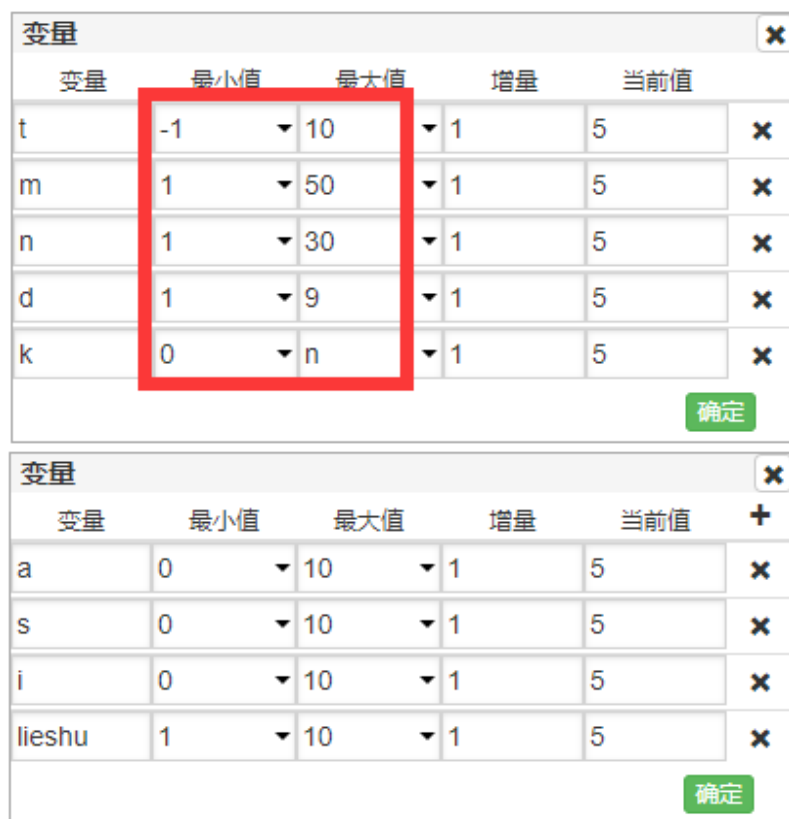 变量
变量 最小值 最大值 增量 当前值
t -1 10 1 5
m 1 50 1 5
n 1 30 1 5
d 1 9 1 5
k 0 n 1 5
确定
变量
变量 最小值 最大值 增量 当前值
a 0 10 1 5
s 0 10 1 5
i 0 10 1 5
lieshu 1 10 1 5
确定